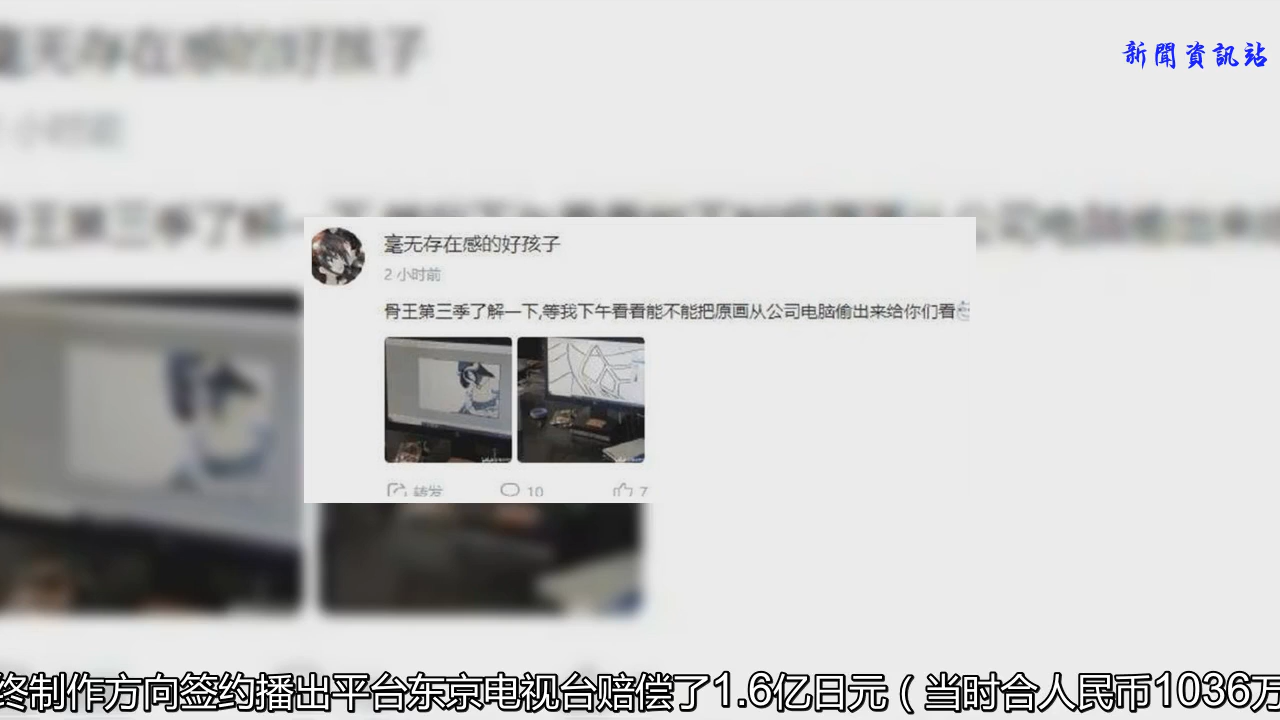 新聞資訊站
毫无存在感的好孩子
2 小时前
骨王第三季了解一下,等我下午看看能不能把原画从公司电脑偷出来给你们看
转发 10 7
终制作方向签约播出平台东京电视台赔偿了1.6亿日元（当时合人民币1036万